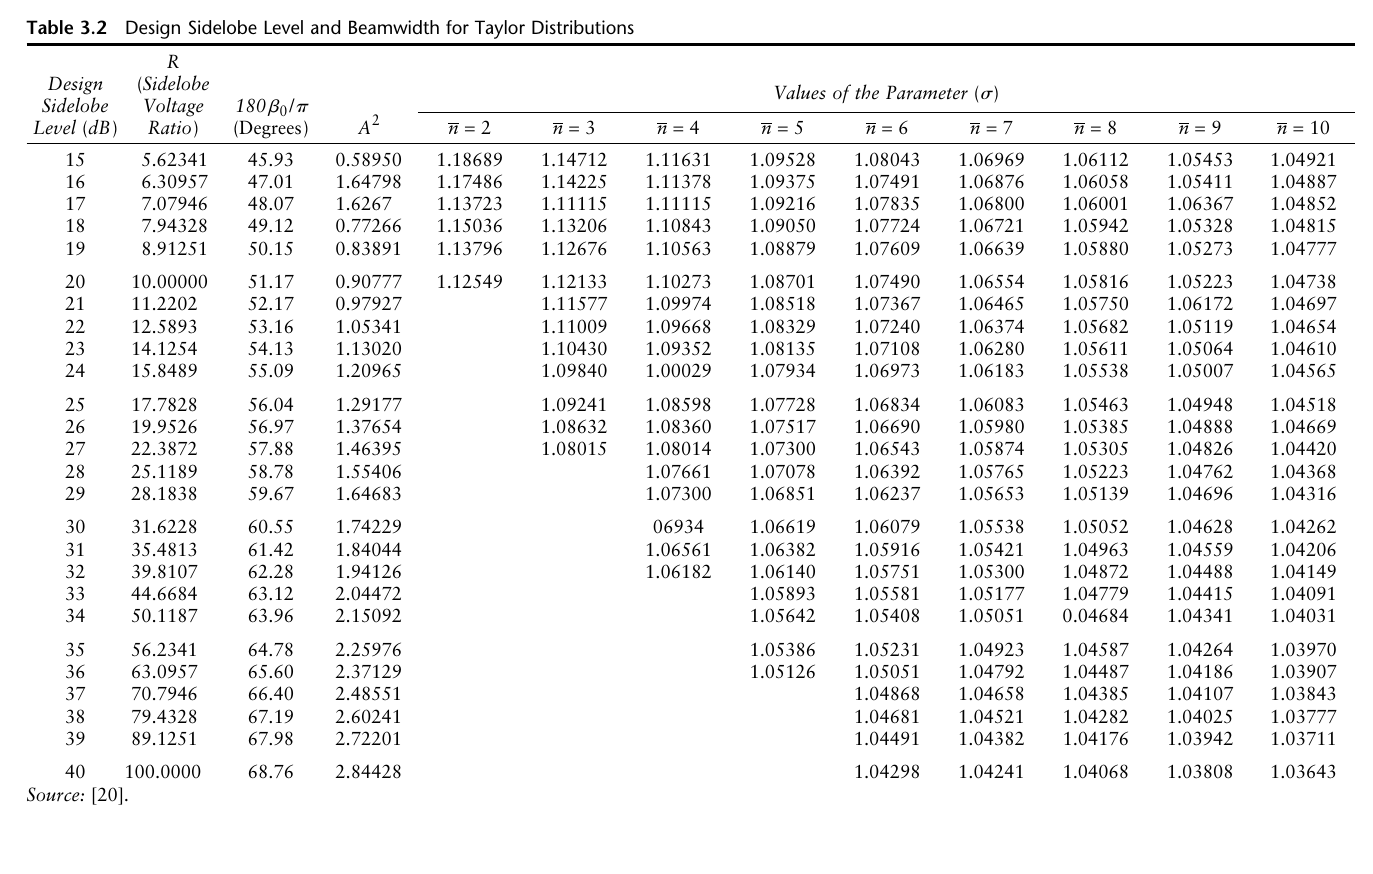 Table 3.2 Design Sidelobe Level and Beamwidth for Taylor Distributions
R
Design (Sidelobe
Sidelobe Voltage 180β₀/π Values of the Parameter (σ)
Level (dB) Ratio) (Degrees) A² n̅ = 2 n̅ = 3 n̅ = 4 n̅ = 5 n̅ = 6 n̅ = 7 n̅ = 8 n̅ = 9 n̅ = 10
15 5.62341 45.93 0.58950 1.18689 1.14712 1.11631 1.09528 1.08043 1.06969 1.06112 1.05453 1.04921
16 6.30957 47.01 1.64798 1.17486 1.14225 1.11378 1.09375 1.07491 1.06876 1.06058 1.05411 1.04887
17 7.07946 48.07 1.6267 1.13723 1.11115 1.11115 1.09216 1.07835 1.06800 1.06001 1.06367 1.04852
18 7.94328 49.12 0.77266 1.15036 1.13206 1.10843 1.09050 1.07724 1.06721 1.05942 1.05328 1.04815
19 8.91251 50.15 0.83891 1.13796 1.12676 1.10563 1.08879 1.07609 1.06639 1.05880 1.05273 1.04777
20 10.00000 51.17 0.90777 1.12549 1.12133 1.10273 1.08701 1.07490 1.06554 1.05816 1.05223 1.04738
21 11.2202 52.17 0.97927 1.11577 1.09974 1.08518 1.07367 1.06465 1.05750 1.06172 1.04697
22 12.5893 53.16 1.05341 1.11009 1.09668 1.08329 1.07240 1.06374 1.05682 1.05119 1.04654
23 14.1254 54.13 1.13020 1.10430 1.09352 1.08135 1.07108 1.06280 1.05611 1.05064 1.04610
24 15.8489 55.09 1.20965 1.09840 1.00029 1.07934 1.06973 1.06183 1.05538 1.05007 1.04565
25 17.7828 56.04 1.29177 1.09241 1.08598 1.07728 1.06834 1.06083 1.05463 1.04948 1.04518
26 19.9526 56.97 1.37654 1.08632 1.08360 1.07517 1.06690 1.05980 1.05385 1.04888 1.04669
27 22.3872 57.88 1.46395 1.08015 1.08014 1.07300 1.06543 1.05874 1.05305 1.04826 1.04420
28 25.1189 58.78 1.55406 1.07661 1.07078 1.06392 1.05765 1.05223 1.04762 1.04368
29 28.1838 59.67 1.64683 1.07300 1.06851 1.06237 1.05653 1.05139 1.04696 1.04316
30 31.6228 60.55 1.74229 06934 1.06619 1.06079 1.05538 1.05052 1.04628 1.04262
31 35.4813 61.42 1.84044 1.06561 1.06382 1.05916 1.05421 1.04963 1.04559 1.04206
32 39.8107 62.28 1.94126 1.06182 1.06140 1.05751 1.05300 1.04872 1.04488 1.04149
33 44.6684 63.12 2.04472 1.05893 1.05581 1.05177 1.04779 1.04415 1.04091
34 50.1187 63.96 2.15092 1.05642 1.05408 1.05051 0.04684 1.04341 1.04031
35 56.2341 64.78 2.25976 1.05386 1.05231 1.04923 1.04587 1.04264 1.03970
36 63.0957 65.60 2.37129 1.05126 1.05051 1.04792 1.04487 1.04186 1.03907
37 70.7946 66.40 2.48551 1.04868 1.04658 1.04385 1.04107 1.03843
38 79.4328 67.19 2.60241 1.04681 1.04521 1.04282 1.04025 1.03777
39 89.1251 67.98 2.72201 1.04491 1.04382 1.04176 1.03942 1.03711
40 100.0000 68.76 2.84428 1.04298 1.04241 1.04068 1.03808 1.03643
Source: [20].